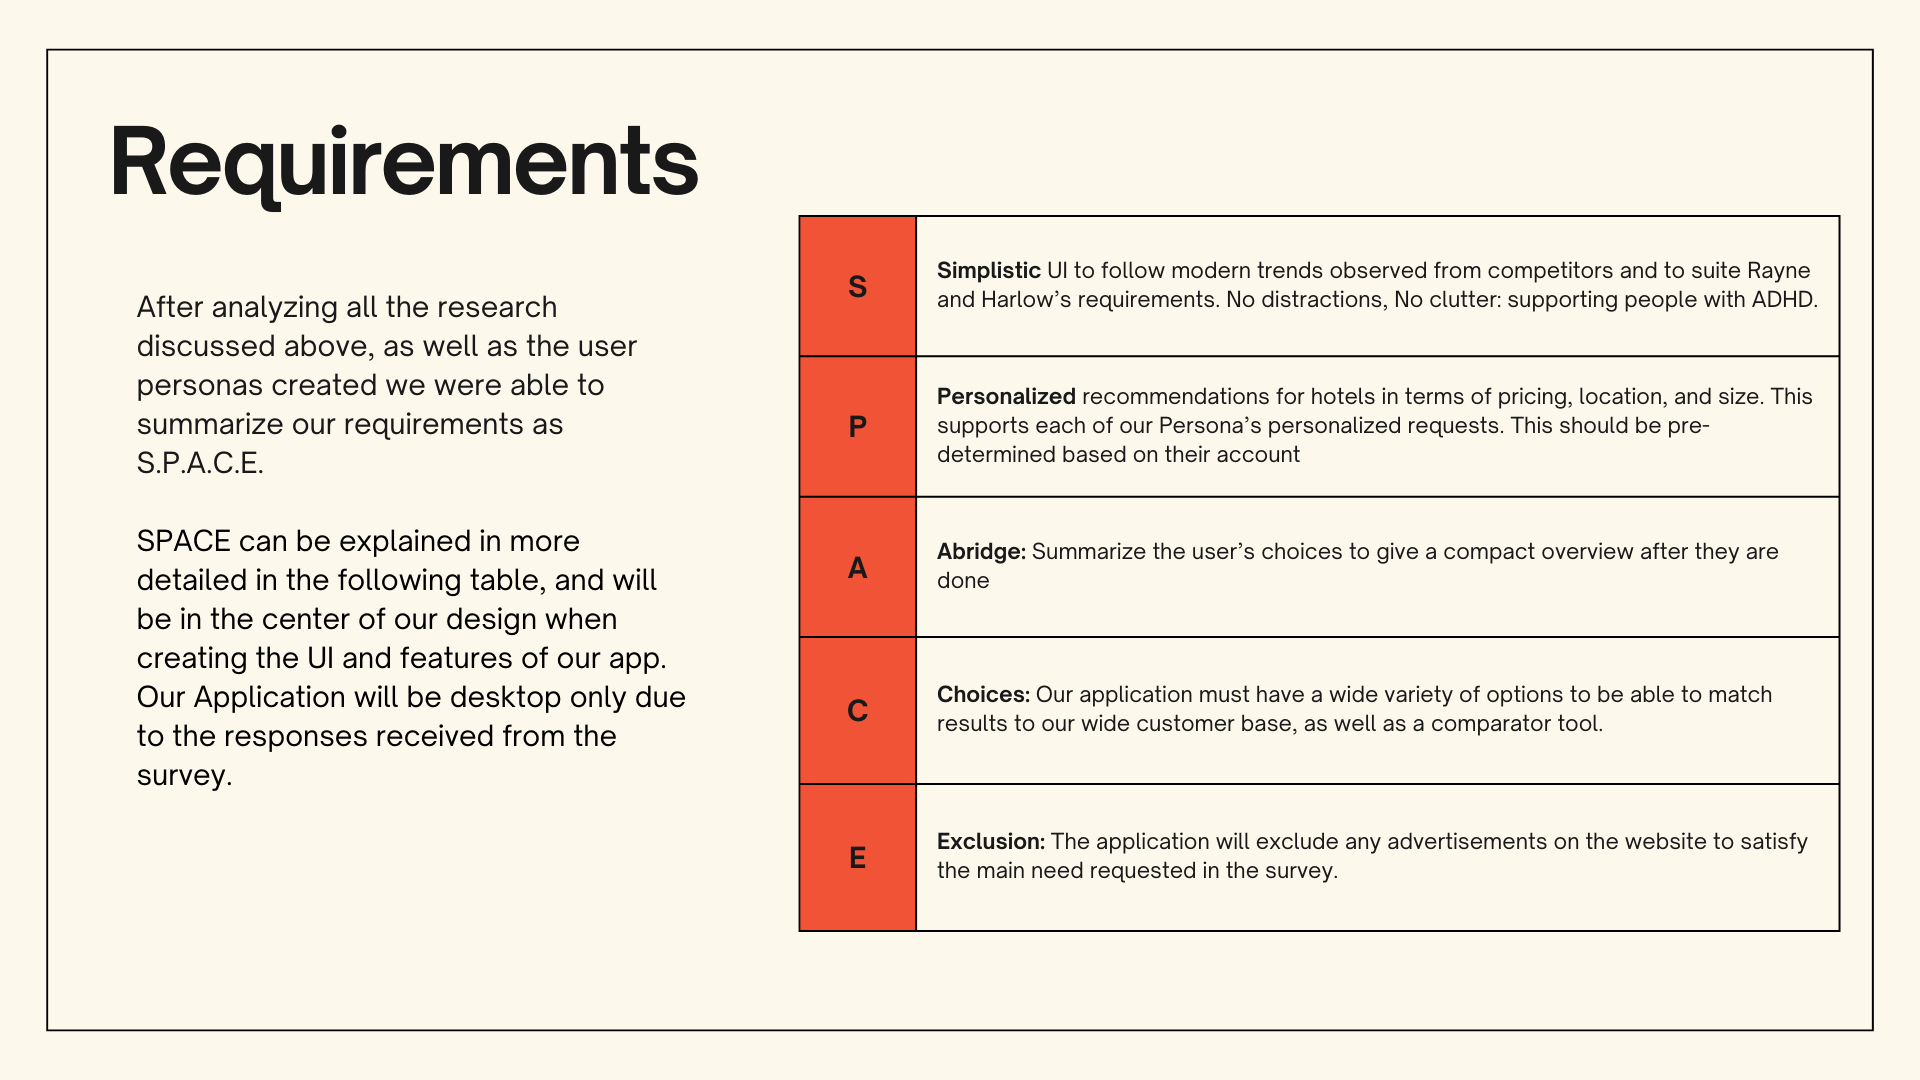 Requirements
After analyzing all the research
discussed above, as well as the user
personas created we were able to
summarize our requirements as
S.P.A.C.E.
SPACE can be explained in more
detailed in the following table, and will
be in the center of our design when
creating the UI and features of our app.
Our Application will be desktop only due
to the responses received from the
survey.
S
Simplistic UI to follow modern trends observed from competitors and to suite Rayne
and Harlow’s requirements. No distractions, No clutter: supporting people with ADHD.
P
Personalized recommendations for hotels in terms of pricing, location, and size. This
supports each of our Persona’s personalized requests. This should be pre-
determined based on their account
A
Abridge: Summarize the user’s choices to give a compact overview after they are
done
C
Choices: Our application must have a wide variety of options to be able to match
results to our wide customer base, as well as a comparator tool.
E
Exclusion: The application will exclude any advertisements on the website to satisfy
the main need requested in the survey.